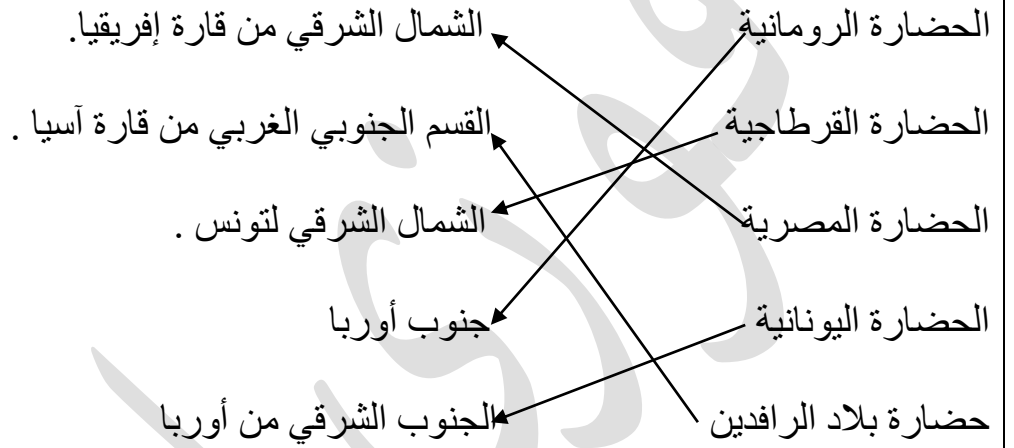 الحضارة الرومانية الشمال الشرقي من قارة إفريقيا.
الحضارة القرطاجية القسم الجنوبي الغربي من قارة آسيا .
الحضارة المصرية الشمال الشرقي لتونس .
الحضارة اليونانية جنوب أوربا
حضارة بلاد الرافدين الجنوب الشرقي من أوربا